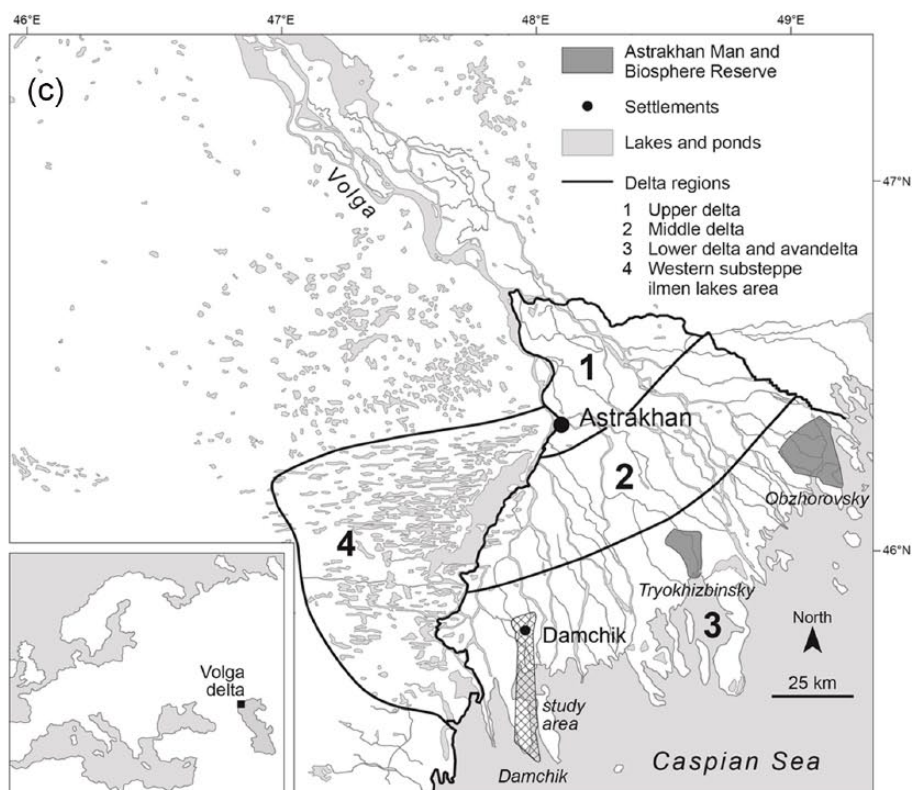 46°E
47°E
48°E
49°E
(c)
Astrakhan Man and
Biosphere Reserve
Settlements
Lakes and ponds
Delta regions
1 Upper delta
2 Middle delta
3 Lower delta and avandelta
4 Western substeppe
ilmen lakes area
47°N
Volga
1
Astrakhan
2
Obzhorovsky
4
46°N
Tryokhizbinsky
3
North
Damchik
25 km
Volga
delta
study
area
Caspian Sea
Damchik